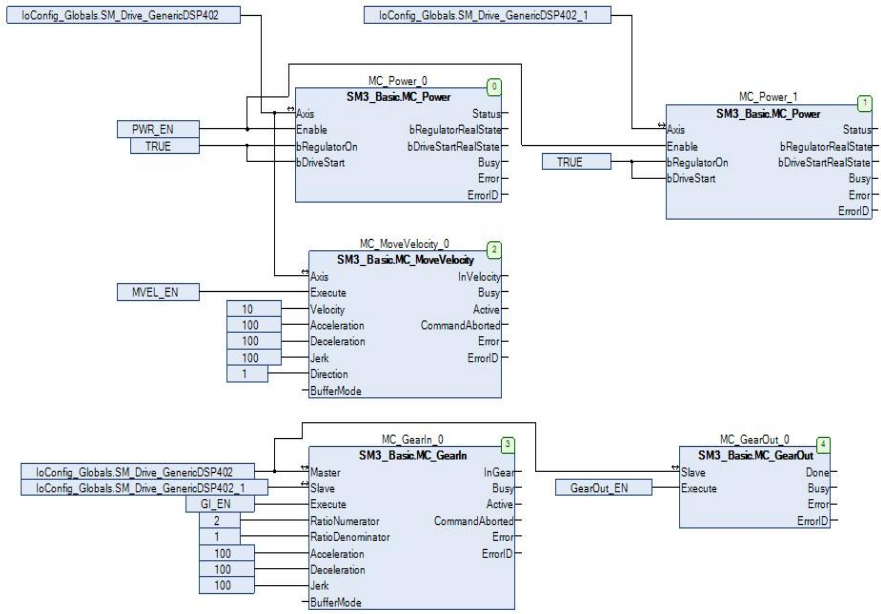 IoConfig_Globals.SM_Drive_GenericDSP402
IoConfig_Globals.SM_Drive_GenericDSP402_1
MC_Power_0
0
SM3_Basic.MC_Power
Axis Status
PWR_EN Enable bRegulatorRealState
TRUE bRegulatorOn bDriveStartRealState
bDriveStart Busy
Error
ErrorID
MC_Power_1
1
SM3_Basic.MC_Power
Axis Status
Enable bRegulatorRealState
TRUE bRegulatorOn bDriveStartRealState
bDriveStart Busy
Error
ErrorID
MC_MoveVelocity_0
2
SM3_Basic.MC_MoveVelocity
Axis InVelocity
MVEL_EN Execute Busy
10 Velocity Active
100 Acceleration CommandAborted
100 Deceleration Error
100 Jerk ErrorID
1 Direction
BufferMode
MC_GearIn_0
3
SM3_Basic.MC_GearIn
IoConfig_Globals.SM_Drive_GenericDSP402 Master InGear
IoConfig_Globals.SM_Drive_GenericDSP402_1 Slave Busy
GI_EN Execute Active
2 RatioNumerator CommandAborted
1 RatioDenominator Error
100 Acceleration ErrorID
100 Deceleration
100 Jerk
BufferMode
MC_GearOut_0
4
SM3_Basic.MC_GearOut
Slave Done
GearOut_EN Execute Busy
Error
ErrorID